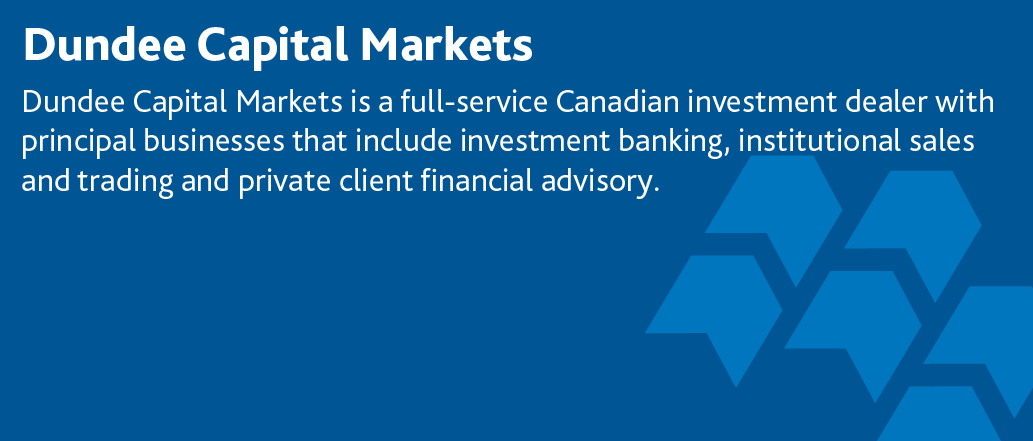 Dundee Capital Markets
Dundee Capital Markets is a full-service Canadian investment dealer with
principal businesses that include investment banking, institutional sales
and trading and private client financial advisory.